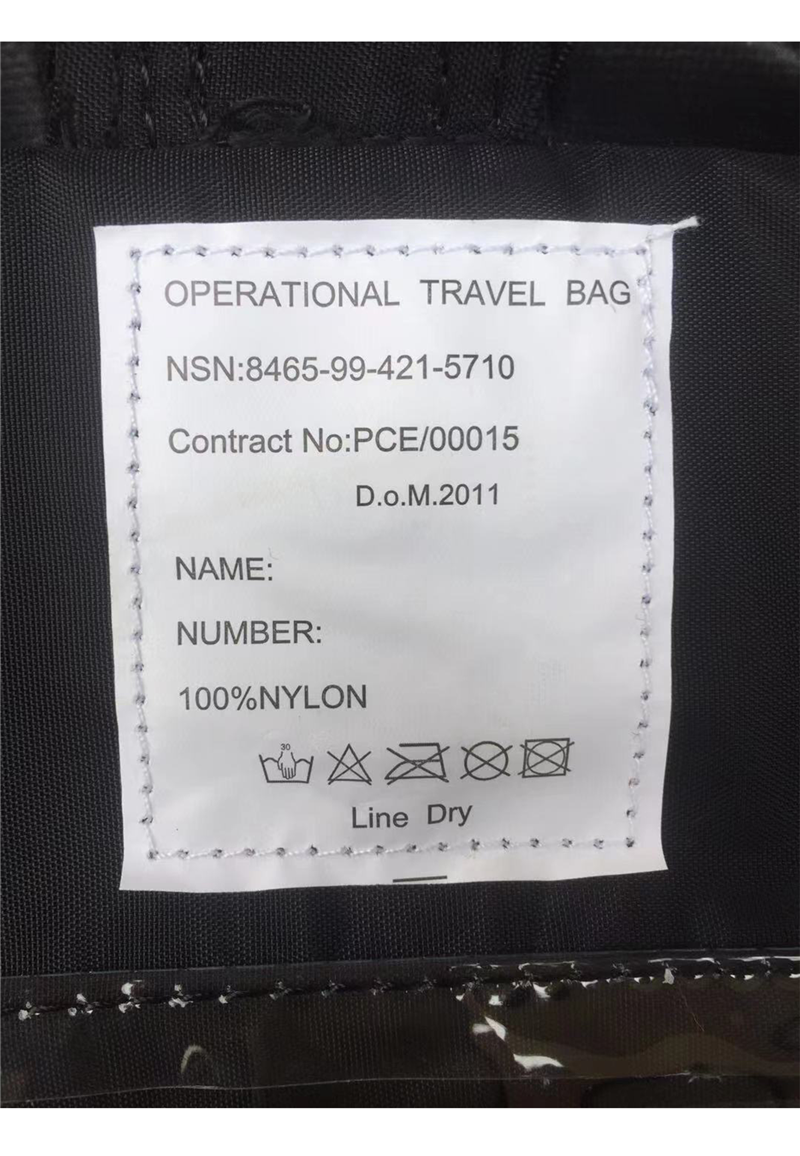 OPERATIONAL TRAVEL BAG
NSN:8465-99-421-5710
Contract No:PCE/00015
D.o.M.2011
NAME:
NUMBER:
100%NYLON
30
Line Dry